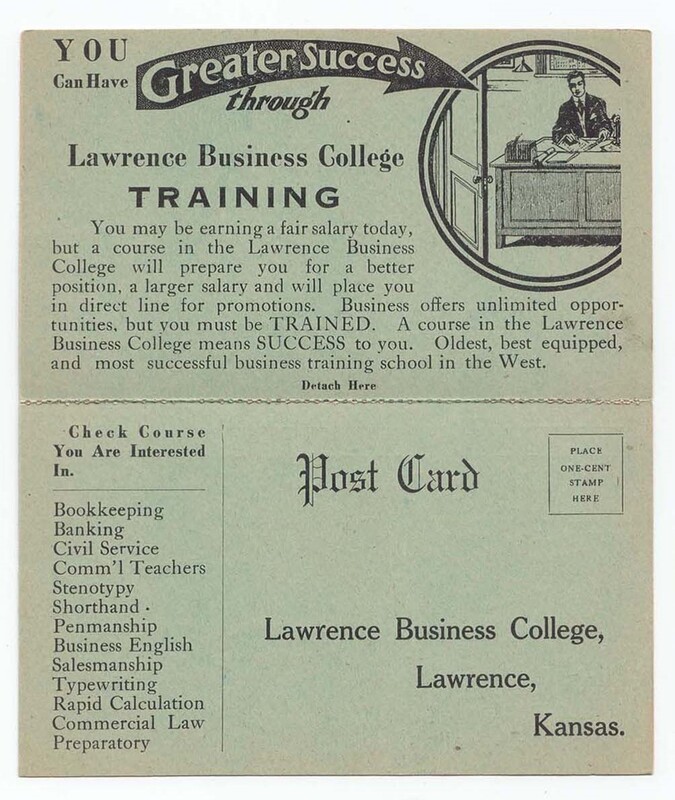 YOU
Can Have
Greater Success
through
Lawrence Business College
TRAINING
You may be earning a fair salary today,
but a course in the Lawrence Business
College will prepare you for a better
position, a larger salary and will place you
in direct line for promotions. Business offers unlimited oppor-
tunities, but you must be TRAINED. A course in the Lawrence
Business College means SUCCESS to you. Oldest, best equipped,
and most successful business training school in the West.
Detach Here
Check Course
You Are Interested
In.
Bookkeeping
Banking
Civil Service
Comm'l Teachers
Stenotypy
Shorthand
Penmanship
Business English
Salesmanship
Typewriting
Rapid Calculation
Commercial Law
Preparatory
Post Card
PLACE
ONE-CENT
STAMP
HERE
Lawrence Business College,
Lawrence,
Kansas.